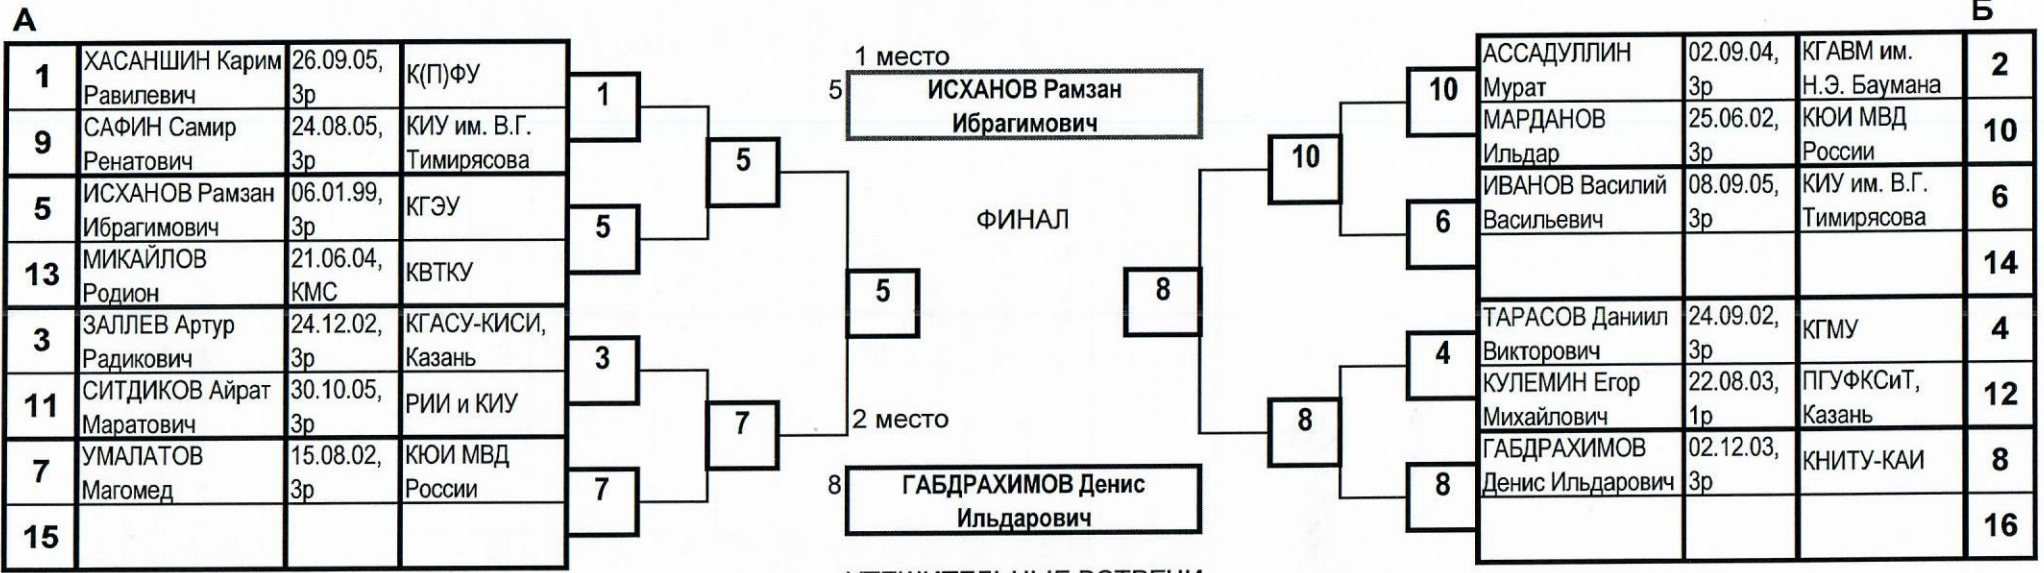 А
Б
1 ХАСАНШИН Карим 26.09.05, К(П)ФУ
Равилевич 3р
9 САФИН Самир 24.08.05, КИУ им. В.Г.
Ренатович 3р Тимирясова
5 ИСХАНОВ Рамзан 06.01.99, КГЭУ
Ибрагимович 3р
13 МИКАЙЛОВ 21.06.04, КВТКУ
Родион КМС
3 ЗАЛЛЕВ Артур 24.12.02, КГАСУ-КИСИ,
Радикович 3р Казань
11 СИТДИКОВ Айрат 30.10.05, РИИ и КИУ
Маратович 3р
7 УМАЛАТОВ 15.08.02, КЮИ МВД
Магомед 3р России
15
1
5
3
7
5
7
5
1 место
5 ИСХАНОВ Рамзан
Ибрагимович
ФИНАЛ
2 место
8 ГАБДРАХИМОВ Денис
Ильдарович
8
10
8
10
6
4
8
АССАДУЛЛИН 02.09.04, КГАВМ им. 2
Мурат 3р Н.Э. Баумана
МАРДАНОВ 25.06.02, КЮИ МВД 10
Ильдар 3р России
ИВАНОВ Василий 08.09.05, КИУ им. В.Г. 6
Васильевич 3р Тимирясова
14
ТАРАСОВ Даниил 24.09.02, КГМУ 4
Викторович 3р
КУЛЕМИН Егор 22.08.03, ПГУФКСиТ, 12
Михайлович 1р Казань
ГАБДРАХИМОВ 02.12.03, КНИТУ-КАИ 8
Денис Ильдарович 3р
16